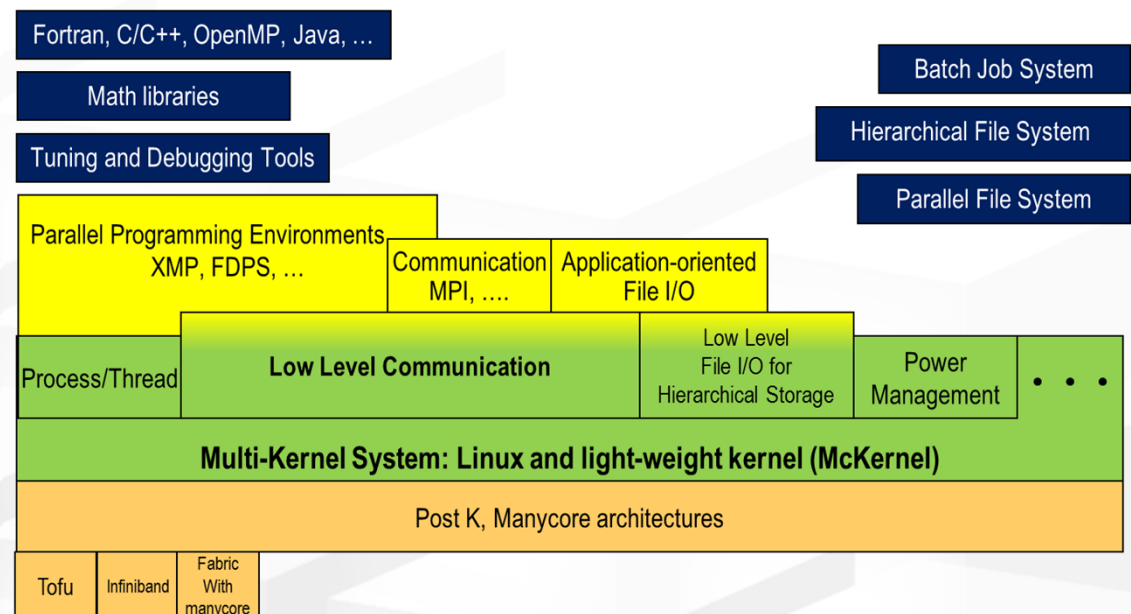 Fortran, C/C++, OpenMP, Java, …
Math libraries
Tuning and Debugging Tools
Batch Job System
Hierarchical File System
Parallel File System
Parallel Programming Environments
XMP, FDPS, …
Communication
MPI, ….
Application-oriented
File I/O
Process/Thread
Low Level Communication
Low Level
File I/O for
Hierarchical Storage
Power
Management
• • •
Multi-Kernel System: Linux and light-weight kernel (McKernel)
Post K, Manycore architectures
Tofu
Infiniband
Fabric
With
manycore